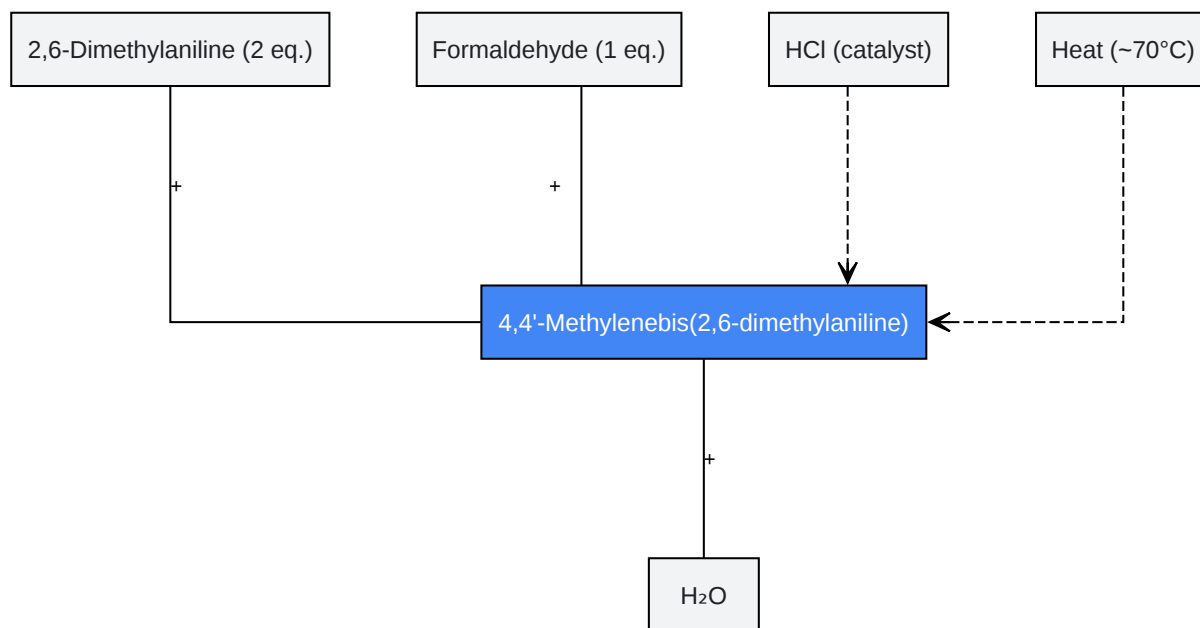 2,6-Dimethylaniline (2 eq.)
Formaldehyde (1 eq.)
HCl (catalyst)
Heat (~70°C)
+
+
4,4'-Methylenebis(2,6-dimethylaniline)
+
H₂O